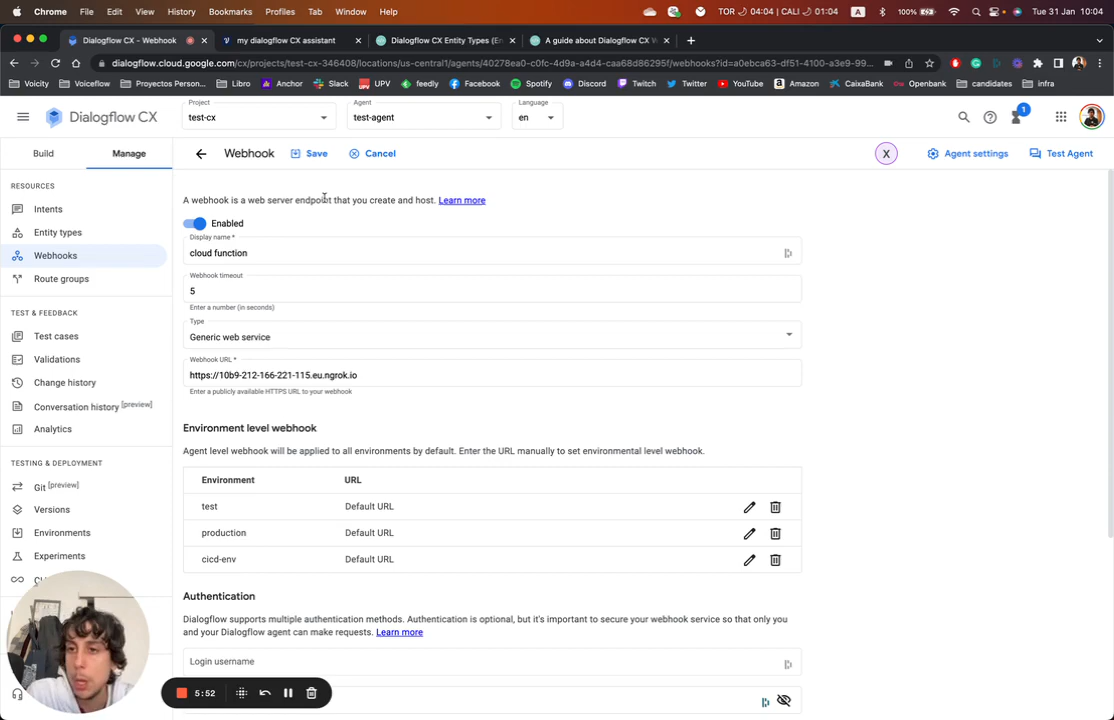 Chrome File Edit View History Bookmarks Profiles Tab Window Help TOR 04:04 | CALI 01:04 A 100% Tue 31 Jan 10:04
Dialogflow CX - Webhook my dialogflow CX assistant Dialogflow CX Entity Types (En A guide about Dialogflow CX W
dialogflow.cloud.google.com/cx/projects/test-cx-346408/locations/us-central1/agents/40278ea0-c0fc-4d9a-a4d4-caa68d86295f/webhooks?id=a0ebca63-df51-4100-a3e9-99...
Voicity Voiceflow Proyectos Person... Libro Anchor Slack UPV feedly Facebook Spotify Discord Twitch Twitter YouTube Amazon CaixaBank Openbank candidates infra
Dialogflow CX
Project
test-cx
Agent
test-agent
Language
en
1
Build Manage
Webhook Save Cancel X Agent settings Test Agent
RESOURCES
Intents
Entity types
Webhooks
Route groups
TEST & FEEDBACK
Test cases
Validations
Change history
Conversation history [preview]
Analytics
TESTING & DEPLOYMENT
Git [preview]
Versions
Environments
Experiments
A webhook is a web server endpoint that you create and host. Learn more
Enabled
Display name *
cloud function
Webhook timeout
5
Enter a number (in seconds)
Type
Generic web service
Webhook URL *
https://10b9-212-166-221-115.eu.ngrok.io
Enter a publicly available HTTPS URL to your webhook
Environment level webhook
Agent level webhook will be applied to all environments by default. Enter the URL manually to set environmental level webhook.
Environment URL
test Default URL
production Default URL
cicd-env Default URL
Authentication
Dialogflow supports multiple authentication methods. Authentication is optional, but it's important to secure your webhook service so that only you
and your Dialogflow agent can make requests. Learn more
Login username
5:52